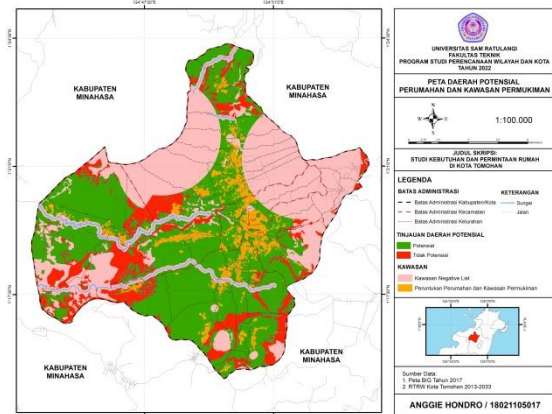 KABUPATEN
MINAHASA
KABUPATEN
MINAHASA
KABUPATEN
MINAHASA
KABUPATEN
MINAHASA
UNIVERSITAS SAM RATULANGI
FAKULTAS TEKNIK
PROGRAM STUDI PERENCANAAN WILAYAH DAN KOTA
TAHUN 2022
PETA DAERAH POTENSIAL
PERUMAHAN DAN KAWASAN PERMUKIMAN
1:100.000
JUDUL SKRIPSI:
STUDI KEBUTUHAN DAN PERMINTAAN RUMAH
DI KOTA TOMOHON
LEGENDA
BATAS ADMINISTRASI
Batas Administrasi Kabupaten/Kota
Batas Administrasi Kecamatan
Batas Administrasi Kelurahan
KETERANGAN
Sungai
Jalan
TINJAUAN DAERAH POTENSIAL
Potensial
Tidak Potensial
KAWASAN
Kawasan Negative List
Peruntukan Perumahan dan Kawasan Permukiman
Sumber Data:
1. Peta BIG Tahun 2017
2. RTRW Kota Tomohon 2013-2033
ANGGIE HONDRO / 18021105017